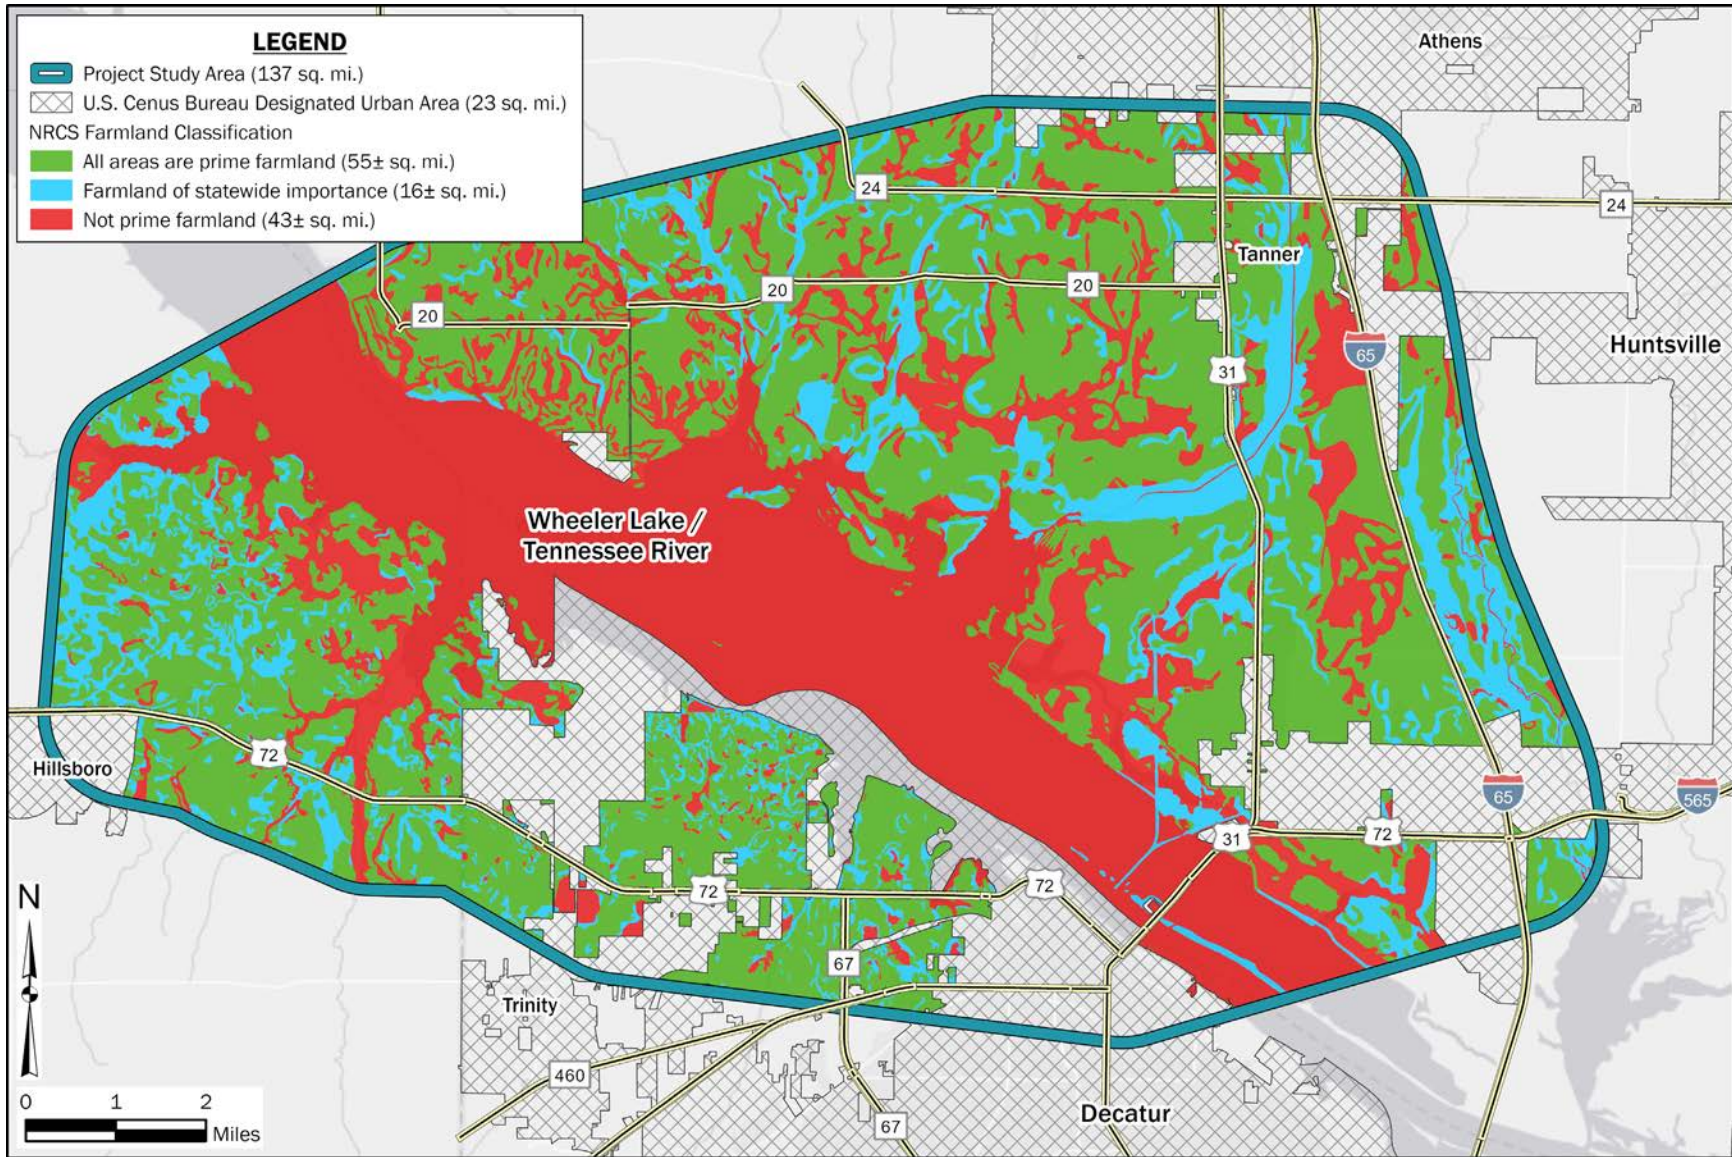 LEGEND
Project Study Area (137 sq. mi.)
U.S. Cenus Bureau Designated Urban Area (23 sq. mi.)
NRCS Farmland Classification
All areas are prime farmland (55± sq. mi.)
Farmland of statewide importance (16± sq. mi.)
Not prime farmland (43± sq. mi.)
Athens
24
24
Tanner
20
20
20
31
65
Huntsville
Wheeler Lake /
Tennessee River
72
Hillsboro
65
565
31
72
72
72
67
N
Trinity
460
67
Decatur
0 1 2
Miles